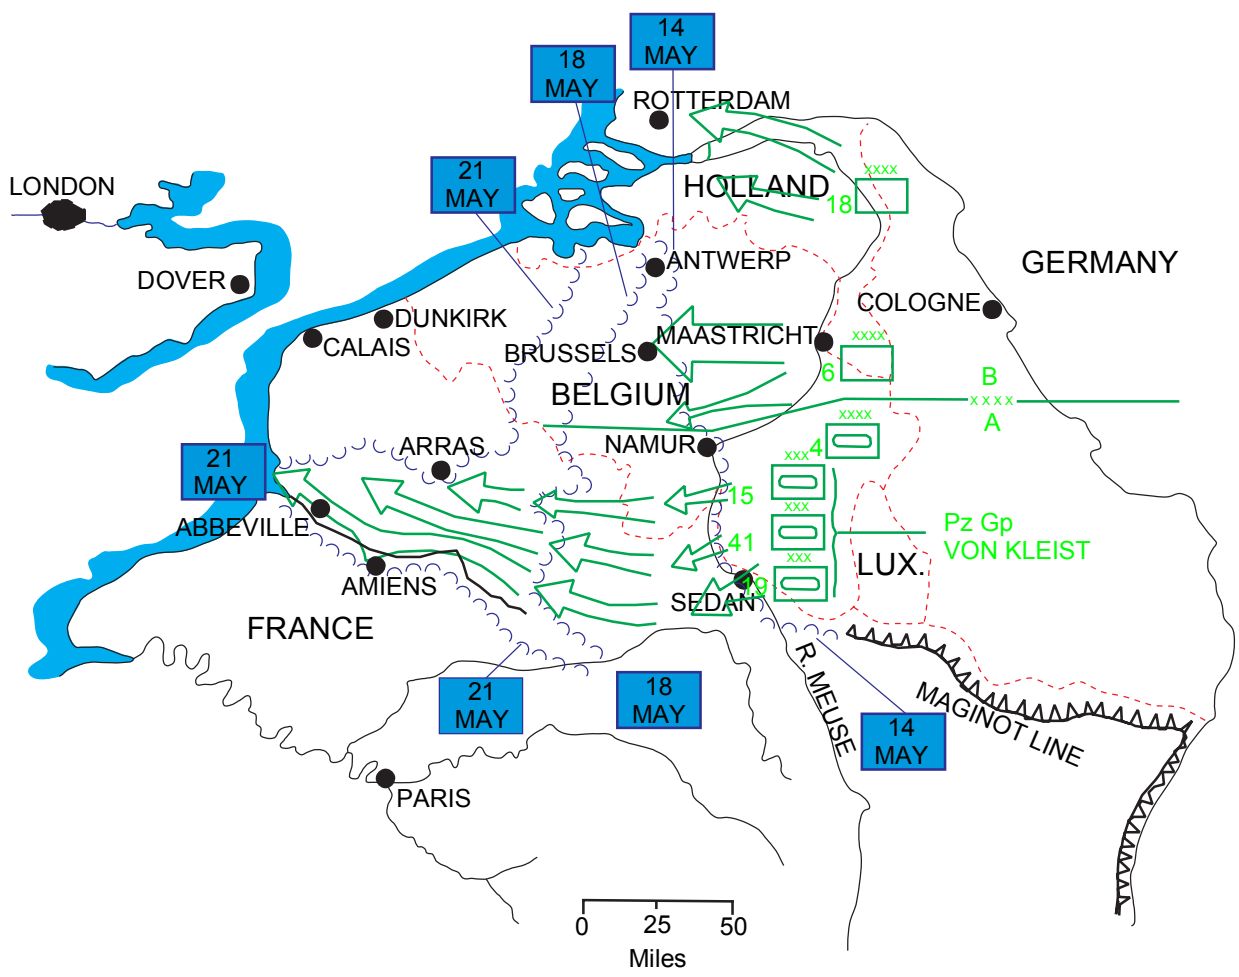 14
MAY
18
MAY
ROTTERDAM
xxxx
21
MAY
LONDON
HOLLAND
18
DOVER
ANTWERP
GERMANY
COLOGNE
DUNKIRK
CALAIS
MAASTRICHT
xxxx
BRUSSELS
6
B
BELGIUM
xxxx
xxxx
A
NAMUR
4
ARRAS
xxx
21
MAY
15
xxx
ABBEVILLE
Pz Gp
VON KLEIST
41
xxx
LUX.
AMIENS
19
SEDAN
FRANCE
R. MEUSE
21
MAY
18
MAY
MAGINOT LINE
14
MAY
PARIS
0
25
50
Miles